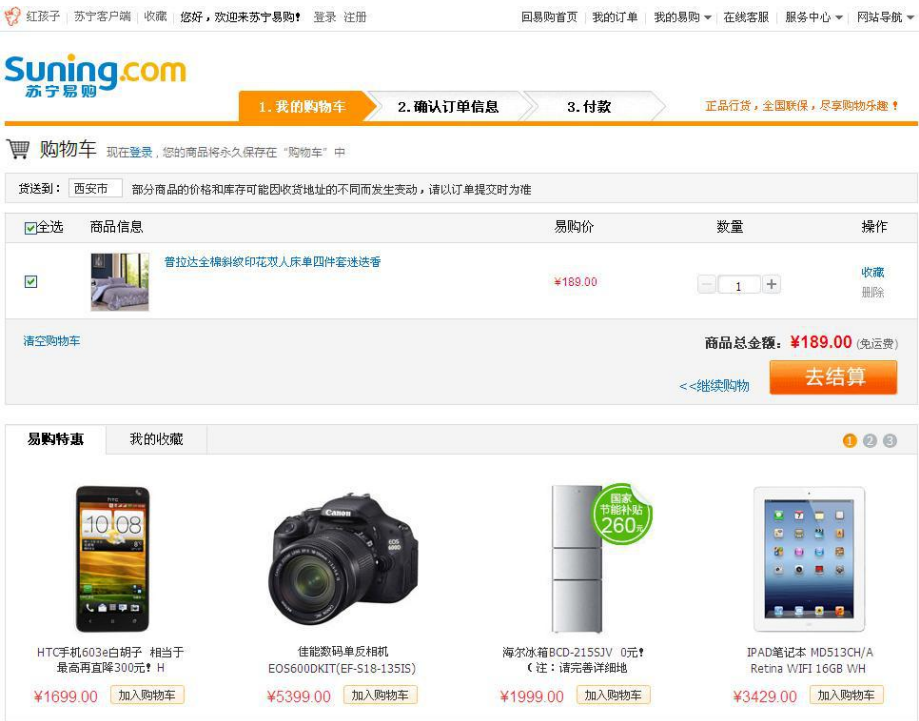 红孩子 苏宁客户端 收藏 您好，欢迎来苏宁易购！ 登录 注册 回易购首页 我的订单 我的易购 在线客服 服务中心 网站导航
Suning.com
苏宁易购
1.我的购物车 2.确认订单信息 3.付款 正品行货，全国联保，尽享购物乐趣！
购物车 现在登录，您的商品将永久保存在“购物车”中
货送到： 西安市 部分商品的价格和库存可能因收货地址的不同而发生变动，请以订单提交时为准
全选 商品信息 易购价 数量 操作
普拉达全棉斜纹印花双人床单四件套迷迭香
¥189.00 1 收藏
删除
清空购物车 商品总金额：¥189.00 (免运费)
<<继续购物 去结算
易购特惠 我的收藏 1 2 3
hTC
10:08
Canon
EOS
600D
国家
节能补贴
260元
HTC手机603e白胡子 相当于
最高再直降300元！H
¥1699.00 加入购物车
佳能数码单反相机
EOS600DKIT(EF-S18-135IS)
¥5399.00 加入购物车
海尔冰箱BCD-215SJV 0元！
（注：请完善详细地
¥1999.00 加入购物车
IPAD笔记本 MD513CH/A
Retina WIFI 16GB WH
¥3429.00 加入购物车